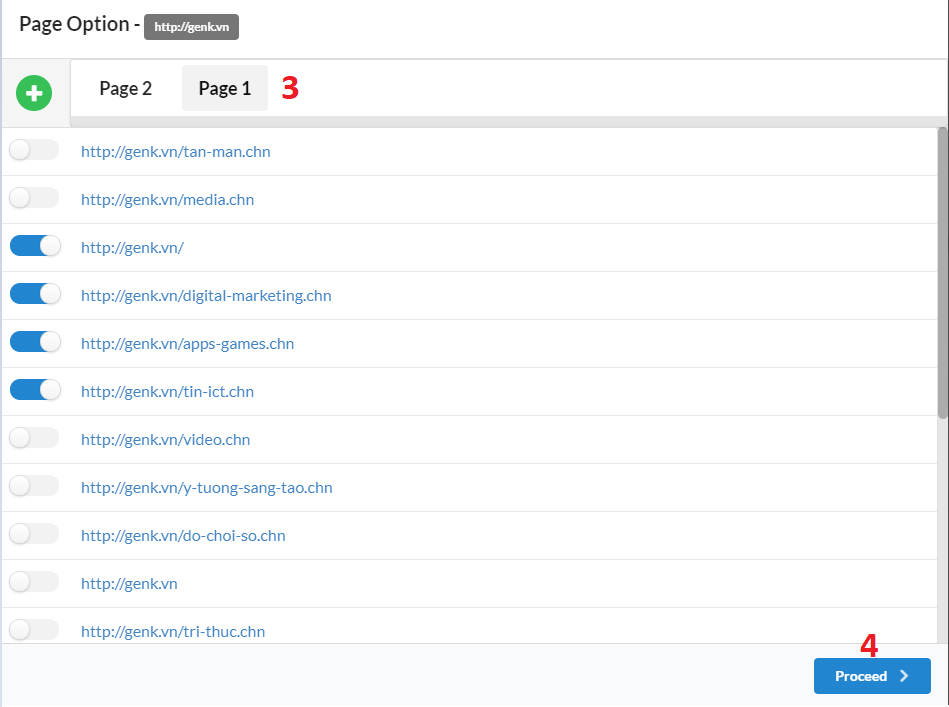 Page Option - http://genk.vn
Page 2 Page 1 3
http://genk.vn/tan-man.chn
http://genk.vn/media.chn
http://genk.vn/
http://genk.vn/digital-marketing.chn
http://genk.vn/apps-games.chn
http://genk.vn/tin-ict.chn
http://genk.vn/video.chn
http://genk.vn/y-tuong-sang-tao.chn
http://genk.vn/do-choi-so.chn
http://genk.vn
http://genk.vn/tri-thuc.chn
4
Proceed